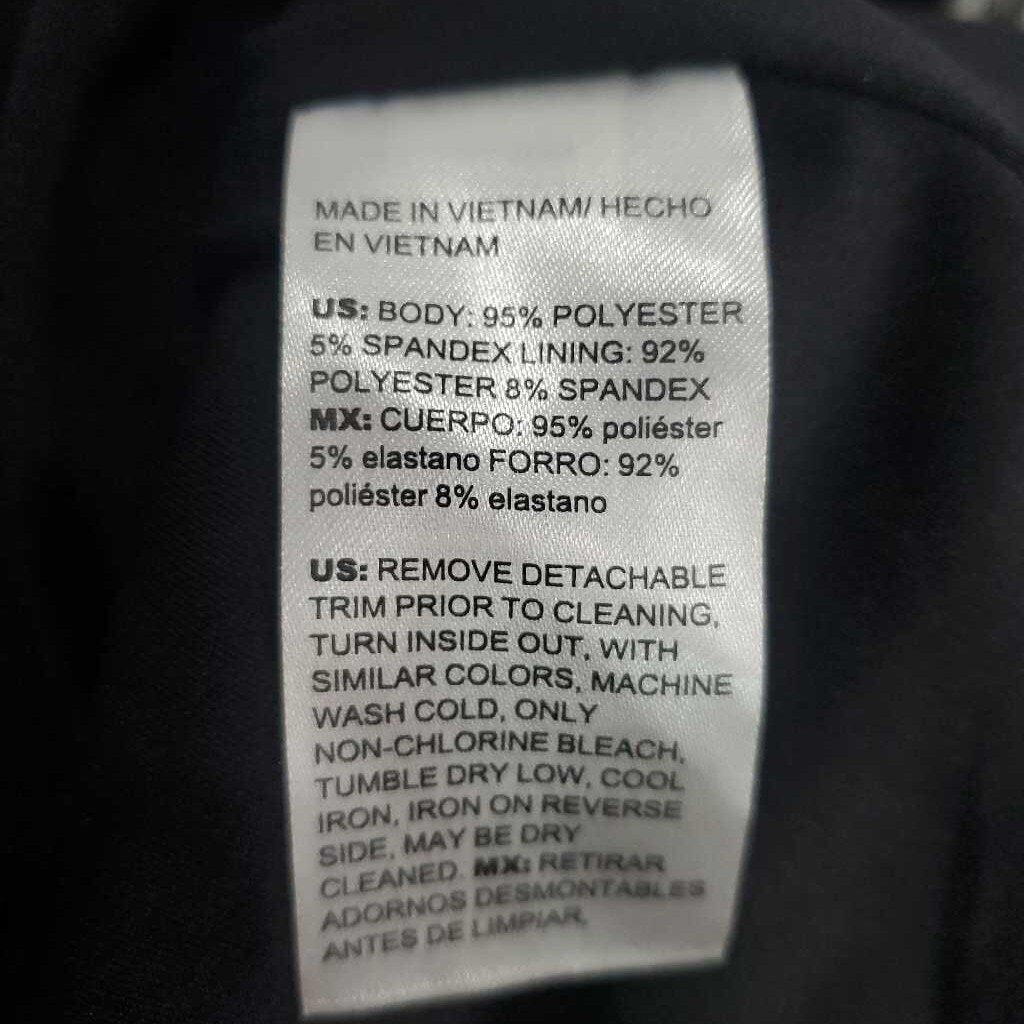 MADE IN VIETNAM/ HECHO
EN VIETNAM
US: BODY: 95% POLYESTER
5% SPANDEX LINING: 92%
POLYESTER 8% SPANDEX
MX: CUERPO: 95% poliéster
5% elastano FORRO: 92%
poliéster 8% elastano
US: REMOVE DETACHABLE
TRIM PRIOR TO CLEANING,
TURN INSIDE OUT, WITH
SIMILAR COLORS, MACHINE
WASH COLD, ONLY
NON-CHLORINE BLEACH,
TUMBLE DRY LOW, COOL
IRON, IRON ON REVERSE
SIDE, MAY BE DRY
CLEANED. MX: RETIRAR
ADORNOS DESMONTABLES
ANTES DE LIMPIAR,